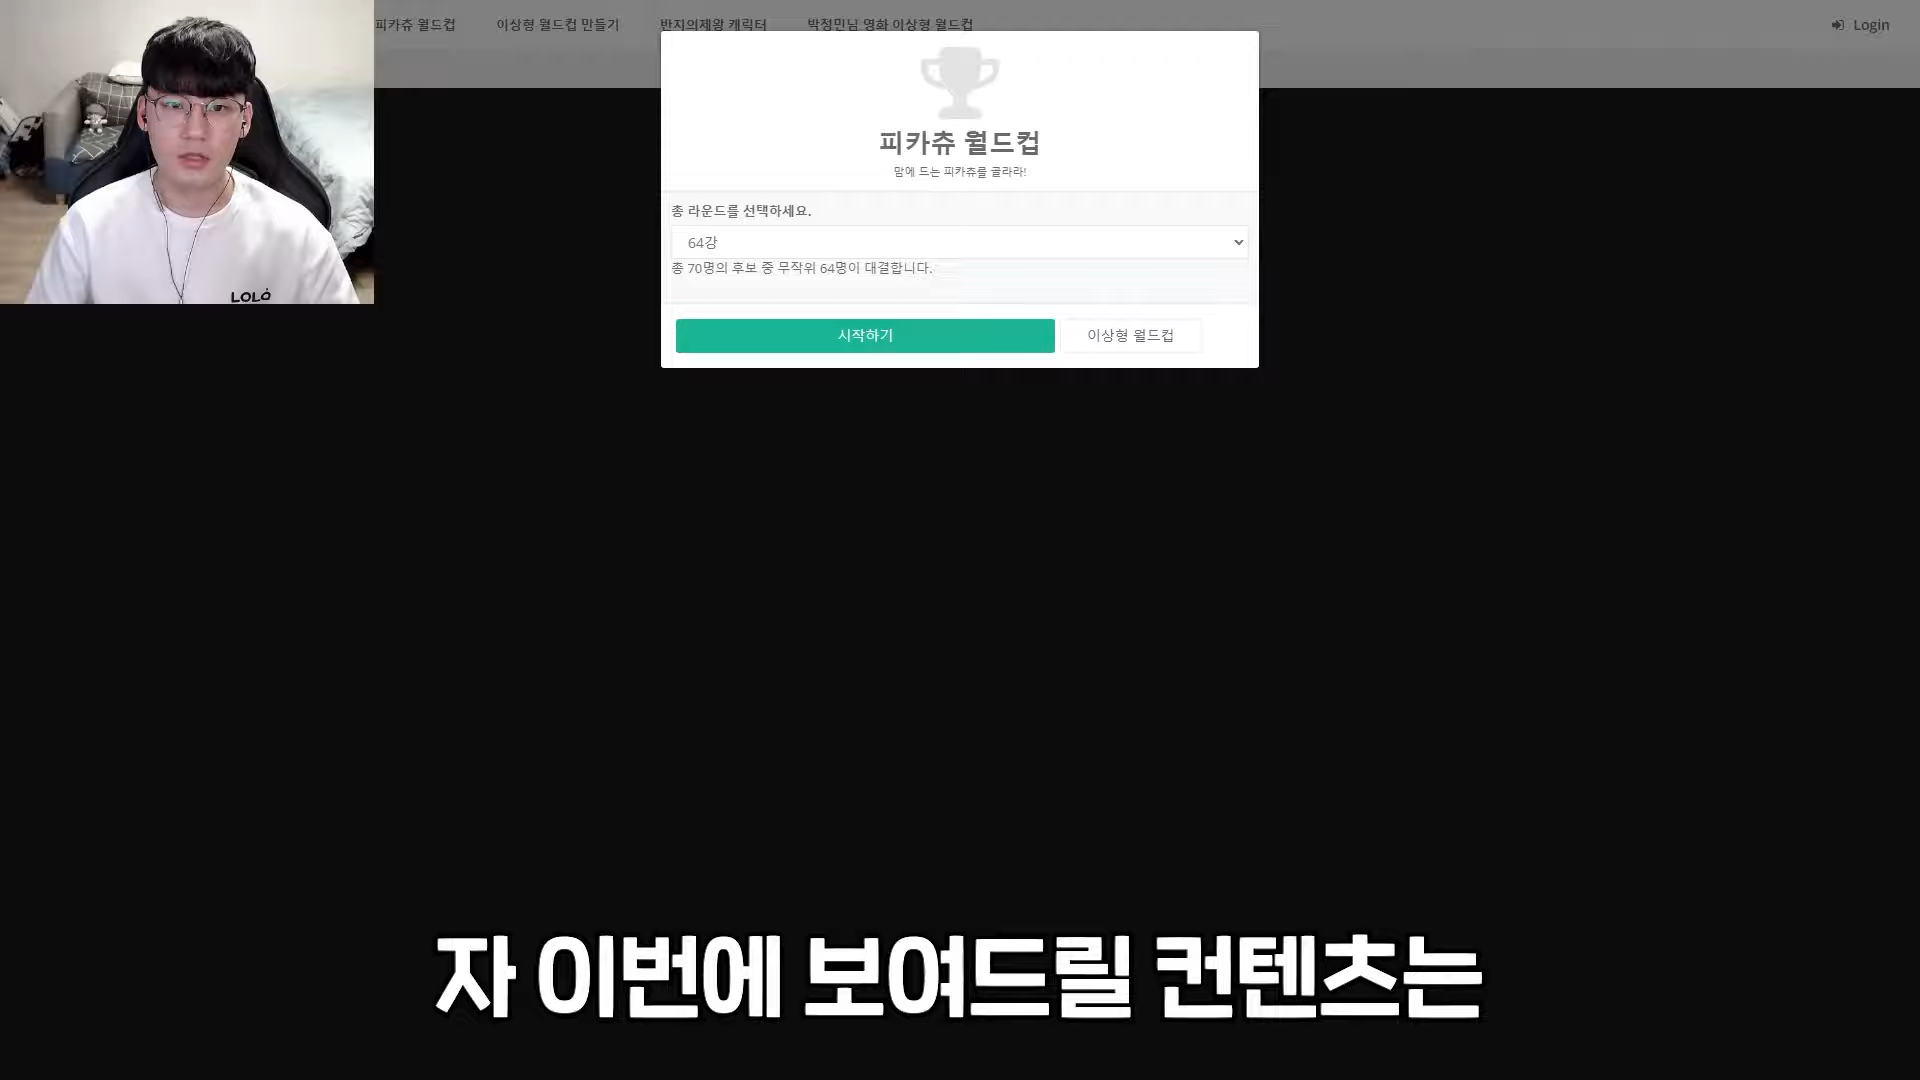 피카츄 월드컵
이상형 월드컵 만들기
반지의제왕 캐릭터
박정민님 영화 이상형 월드컵
Login
피카츄 월드컵
맘에 드는 피카츄를 골라라!
총 라운드를 선택하세요.
64강
총 70명의 후보 중 무작위 64명이 대결합니다.
시작하기
이상형 월드컵
LOLO
자 이번에 보여드릴 컨텐츠는